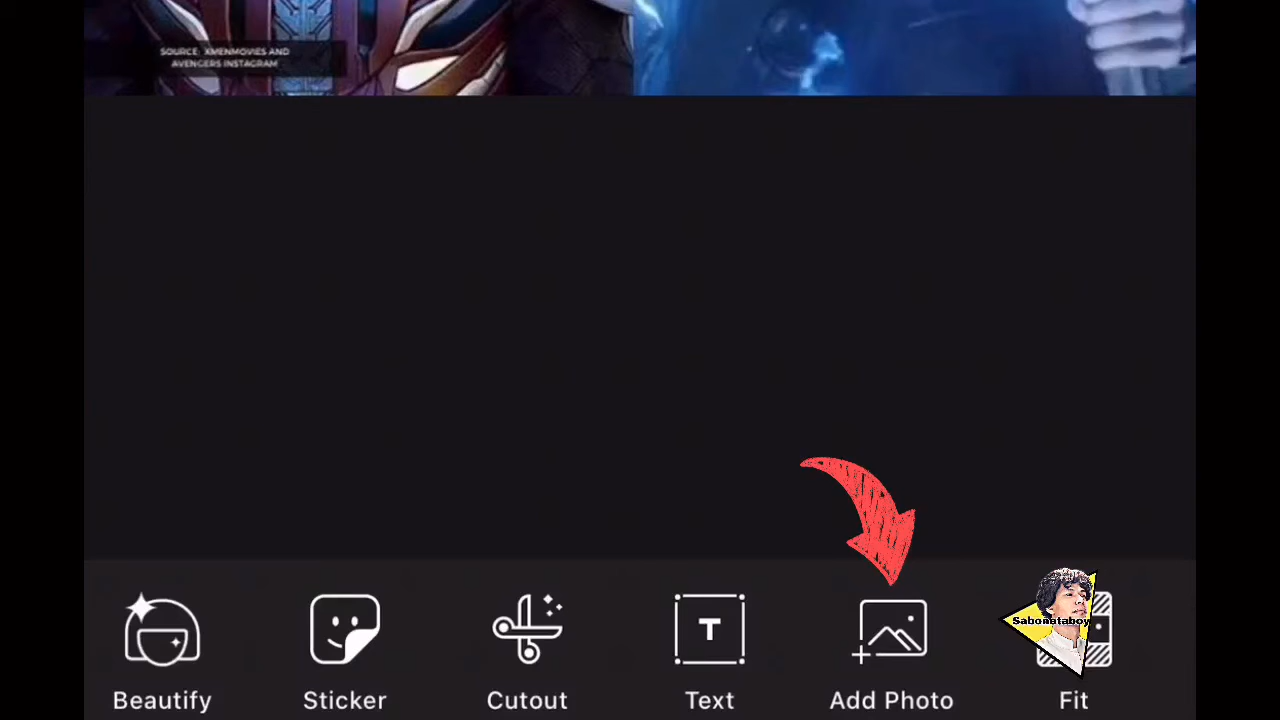 SOURCE: XMENMOVIES AND
AVENGERS INSTAGRAM
T
Sabonataboy
Beautify
Sticker
Cutout
Text
Add Photo
Fit